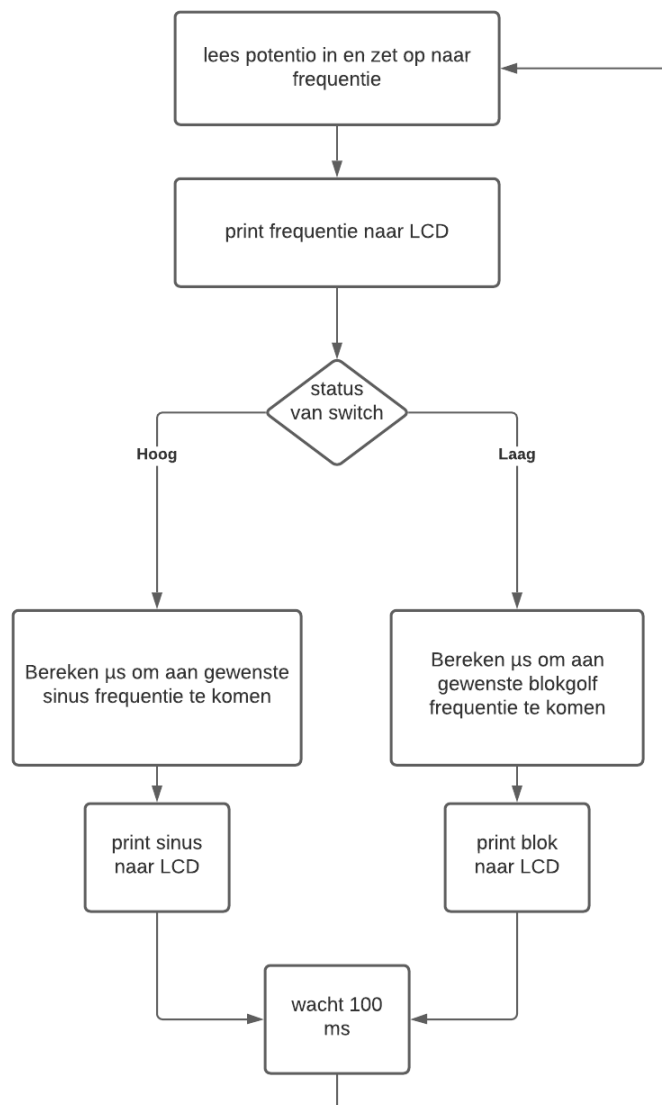 lees potentio in en zet op naar
frequentie
print frequentie naar LCD
status
van switch
Hoog
Laag
Bereken µs om aan gewenste
sinus frequentie te komen
Bereken µs om aan
gewenste blokgolf
frequentie te komen
print sinus
naar LCD
print blok
naar LCD
wacht 100
ms